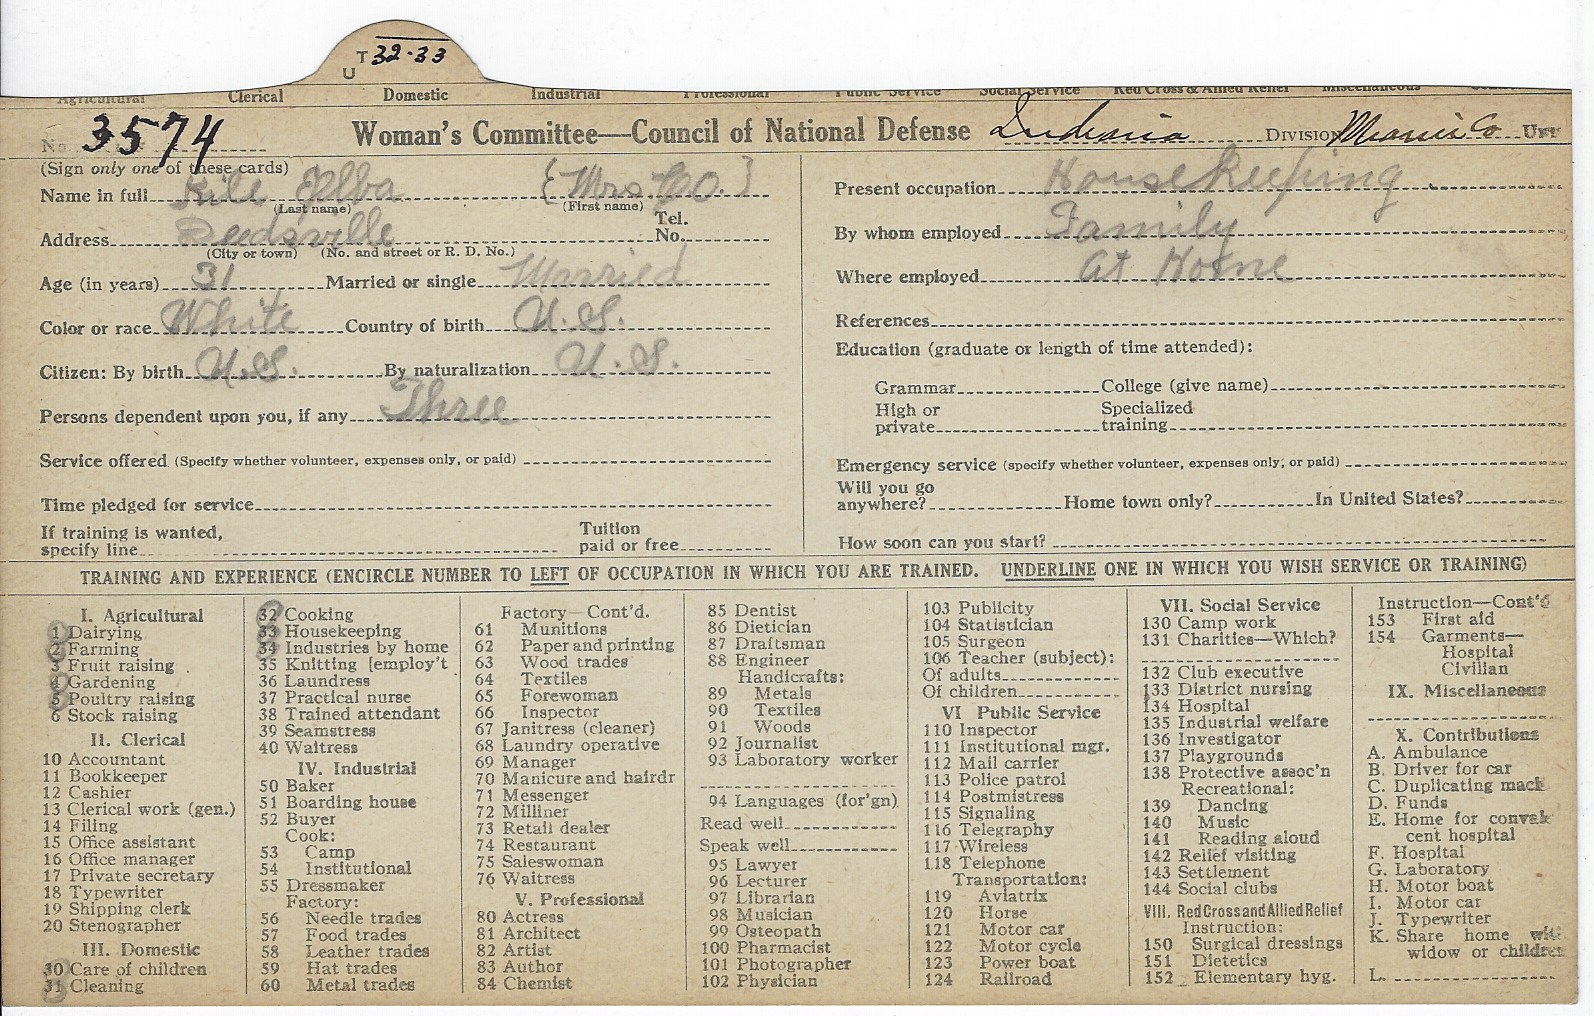 T 32-33
U
Agricultural Clerical Domestic Industrial Professional Public Service Social Service Red Cross & Allied Relief Miscellaneous
No. 3574 Woman's Committee—Council of National Defense Indiana DIVISION Miami Co UNIT
(Sign only one of these cards)
Name in full Kile Elba (Mrs. C.O.)
(Last name) (First name)
Address Deedsville Tel. No.
(City or town) (No. and street or R. D. No.)
Age (in years) 31 Married or single Married
Color or race White Country of birth U.S.
Citizen: By birth U.S. By naturalization U.S.
Persons dependent upon you, if any Three
Service offered (Specify whether volunteer, expenses only, or paid)
Time pledged for service
If training is wanted, specify line Tuition paid or free
Present occupation Housekeeping
By whom employed Family
Where employed At Home
References
Education (graduate or length of time attended):
Grammar College (give name)
High or private Specialized training
Emergency service (specify whether volunteer, expenses only, or paid)
Will you go anywhere? Home town only? In United States?
How soon can you start?
TRAINING AND EXPERIENCE (ENCIRCLE NUMBER TO LEFT OF OCCUPATION IN WHICH YOU ARE TRAINED. UNDERLINE ONE IN WHICH YOU WISH SERVICE OR TRAINING)
I. Agricultural
1 Dairying
2 Farming
3 Fruit raising
4 Gardening
5 Poultry raising
6 Stock raising
II. Clerical
10 Accountant
11 Bookkeeper
12 Cashier
13 Clerical work (gen.)
14 Filing
15 Office assistant
16 Office manager
17 Private secretary
18 Typewriter
19 Shipping clerk
20 Stenographer
III. Domestic
30 Care of children
31 Cleaning
32 Cooking
33 Housekeeping
34 Industries by home
35 Knitting [employ't
36 Laundress
37 Practical nurse
38 Trained attendant
39 Seamstress
40 Waitress
IV. Industrial
50 Baker
51 Boarding house
52 Buyer
Cook:
53 Camp
54 Institutional
55 Dressmaker
Factory:
56 Needle trades
57 Food trades
58 Leather trades
59 Hat trades
60 Metal trades
Factory—Cont'd.
61 Munitions
62 Paper and printing
63 Wood trades
64 Textiles
65 Forewoman
66 Inspector
67 Janitress (cleaner)
68 Laundry operative
69 Manager
70 Manicure and hairdr
71 Messenger
72 Milliner
73 Retail dealer
74 Restaurant
75 Saleswoman
76 Waitress
V. Professional
80 Actress
81 Architect
82 Artist
83 Author
84 Chemist
85 Dentist
86 Dietician
87 Draftsman
88 Engineer
Handicrafts:
89 Metals
90 Textiles
91 Woods
92 Journalist
93 Laboratory worker
94 Languages (for'gn)
Read well
Speak well
95 Lawyer
96 Lecturer
97 Librarian
98 Musician
99 Osteopath
100 Pharmacist
101 Photographer
102 Physician
103 Publicity
104 Statistician
105 Surgeon
106 Teacher (subject):
Of adults
Of children
VI Public Service
110 Inspector
111 Institutional mgr.
112 Mail carrier
113 Police patrol
114 Postmistress
115 Signaling
116 Telegraphy
117 Wireless
118 Telephone
Transportation:
119 Aviatrix
120 Horse
121 Motor car
122 Motor cycle
123 Power boat
124 Railroad
VII. Social Service
130 Camp work
131 Charities—Which?
132 Club executive
133 District nursing
134 Hospital
135 Industrial welfare
136 Investigator
137 Playgrounds
138 Protective assoc'n
Recreational:
139 Dancing
140 Music
141 Reading aloud
142 Relief visiting
143 Settlement
144 Social clubs
VIII. Red Cross and Allied Relief
Instruction:
150 Surgical dressings
151 Dietetics
152 Elementary hyg.
Instruction—Cont'd
153 First aid
154 Garments—
Hospital
Civilian
IX. Miscellaneous
X. Contributions
A. Ambulance
B. Driver for car
C. Duplicating mach
D. Funds
E. Home for convales
cent hospital
F. Hospital
G. Laboratory
H. Motor boat
I. Motor car
J. Typewriter
K. Share home with
widow or children
L.